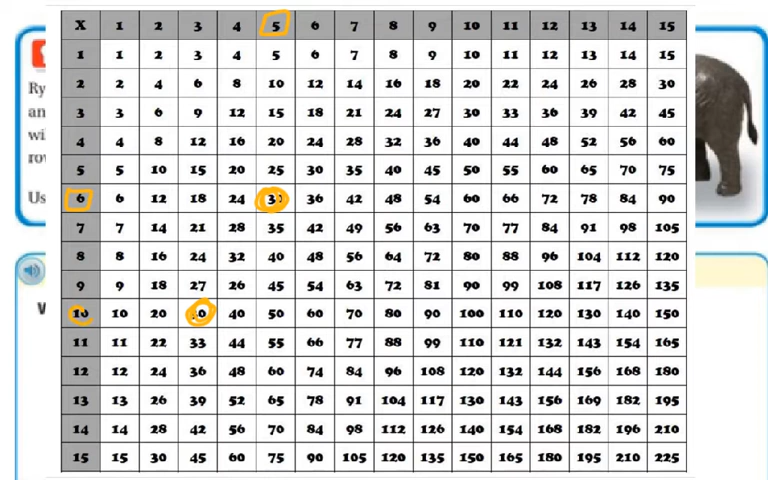 X 1 2 3 4 5 6 7 8 9 10 11 12 13 14 15
1 1 2 3 4 5 6 7 8 9 10 11 12 13 14 15
2 2 4 6 8 10 12 14 16 18 20 22 24 26 28 30
3 3 6 9 12 15 18 21 24 27 30 33 36 39 42 45
4 4 8 12 16 20 24 28 32 36 40 44 48 52 56 60
5 5 10 15 20 25 30 35 40 45 50 55 60 65 70 75
6 6 12 18 24 30 36 42 48 54 60 66 72 78 84 90
7 7 14 21 28 35 42 49 56 63 70 77 84 91 98 105
8 8 16 24 32 40 48 56 64 72 80 88 96 104 112 120
9 9 18 27 26 45 54 63 72 81 90 99 108 117 126 135
10 10 20 30 40 50 60 70 80 90 100 110 120 130 140 150
11 11 22 33 44 55 66 77 88 99 110 121 132 143 154 165
12 12 24 36 48 60 74 84 96 108 120 132 144 156 168 180
13 13 26 39 52 65 78 91 104 117 130 143 156 169 182 195
14 14 28 42 56 70 84 98 112 126 140 154 168 182 196 210
15 15 30 45 60 75 90 105 120 135 150 165 180 195 210 225
Ry
an
wi
Us